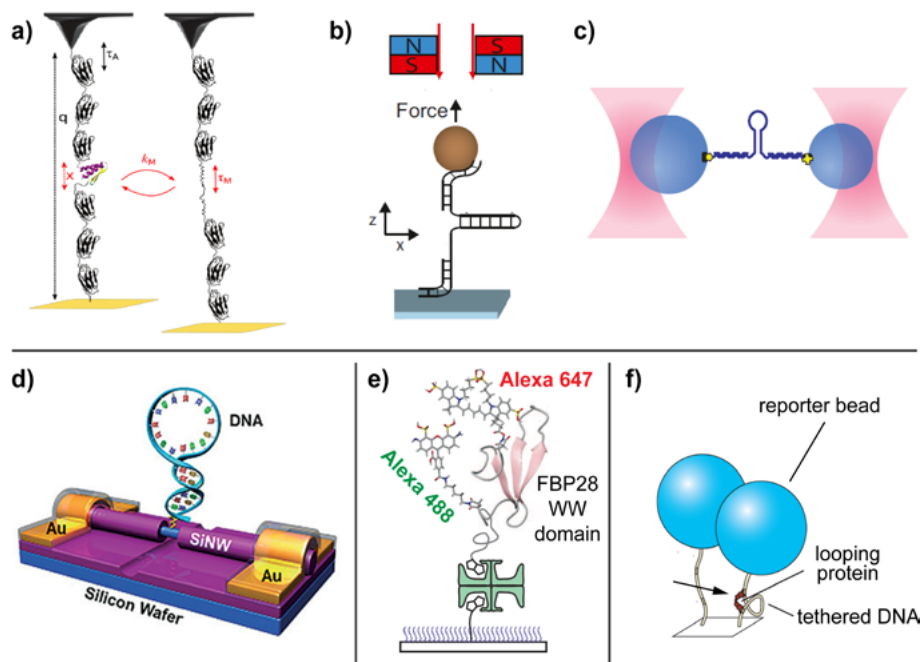 a)
τA
q
x
kM
τM
b)
N
S
S
N
Force
z
x
c)
d)
DNA
Au
SiNW
Au
Silicon Wafer
e)
Alexa 647
Alexa 488
FBP28
WW
domain
f)
reporter bead
looping
protein
tethered DNA